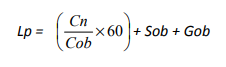 Lp = (Cn/Cob × 60) + Sob + Gob